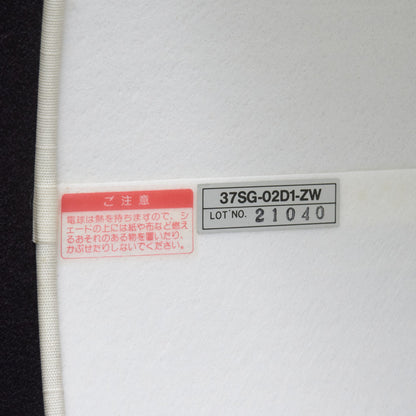 ご注意
電球は熱を持ちますので、シ
ェードの上には紙や布など燃え
るおそれのある物を置いたり、
かぶせたりしないでください。
37SG-02D1-ZW
LOT NO. 21040